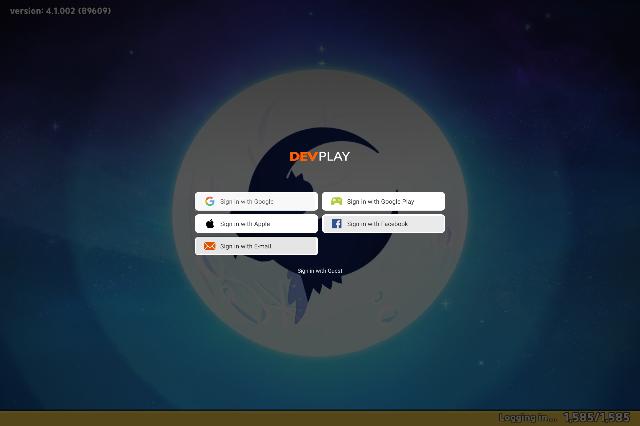 version: 4.1.002 (89609)
DEVPLAY
Sign in with Google
Sign in with Google Play
Sign in with Apple
Sign in with Facebook
Sign in with E-mail
Sign in with Guest
Logging in.... 1,585/1,585